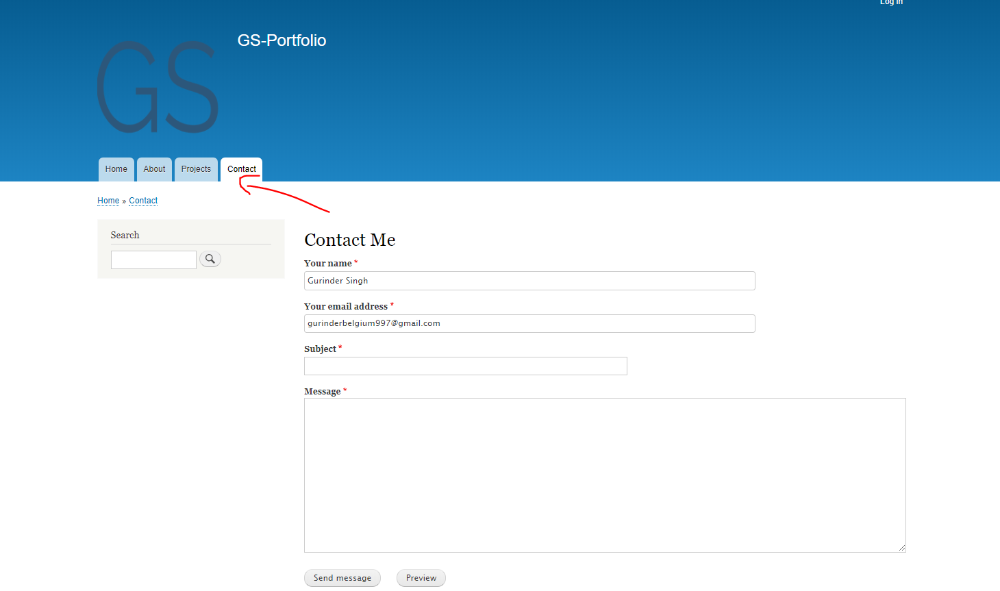 Log in
GS-Portfolio
GS
Home About Projects Contact
Home » Contact
Search
Contact Me
Your name *
Gurinder Singh
Your email address *
gurinderbelgium997@gmail.com
Subject *
Message *
Send message Preview